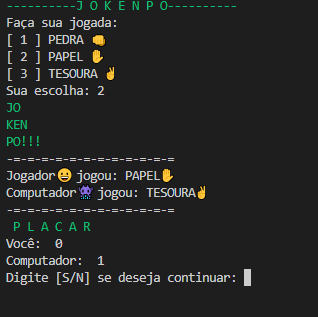 ----------J O K E N P O----------
Faça sua jogada:
[ 1 ] PEDRA 👊
[ 2 ] PAPEL ✋
[ 3 ] TESOURA ✌
Sua escolha: 2
JO
KEN
PO!!!
-=-=-=-=-=-=-=-=-=-=-=-=
Jogador😀jogou: PAPEL✋
Computador👾jogou: TESOURA✌
-=-=-=-=-=-=-=-=-=-=-=-=
P L A C A R
Você: 0
Computador: 1
Digite [S/N] se deseja continuar: